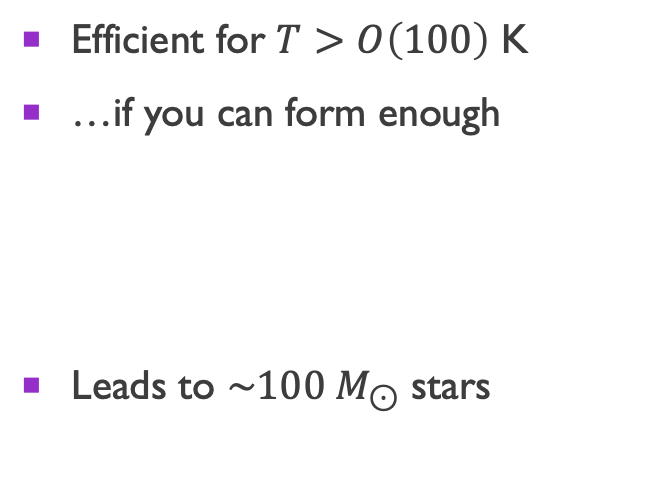 Efficient for 𝑇 > 𝑂(100) K
…if you can form enough
Leads to ~100 𝑀⊙ stars